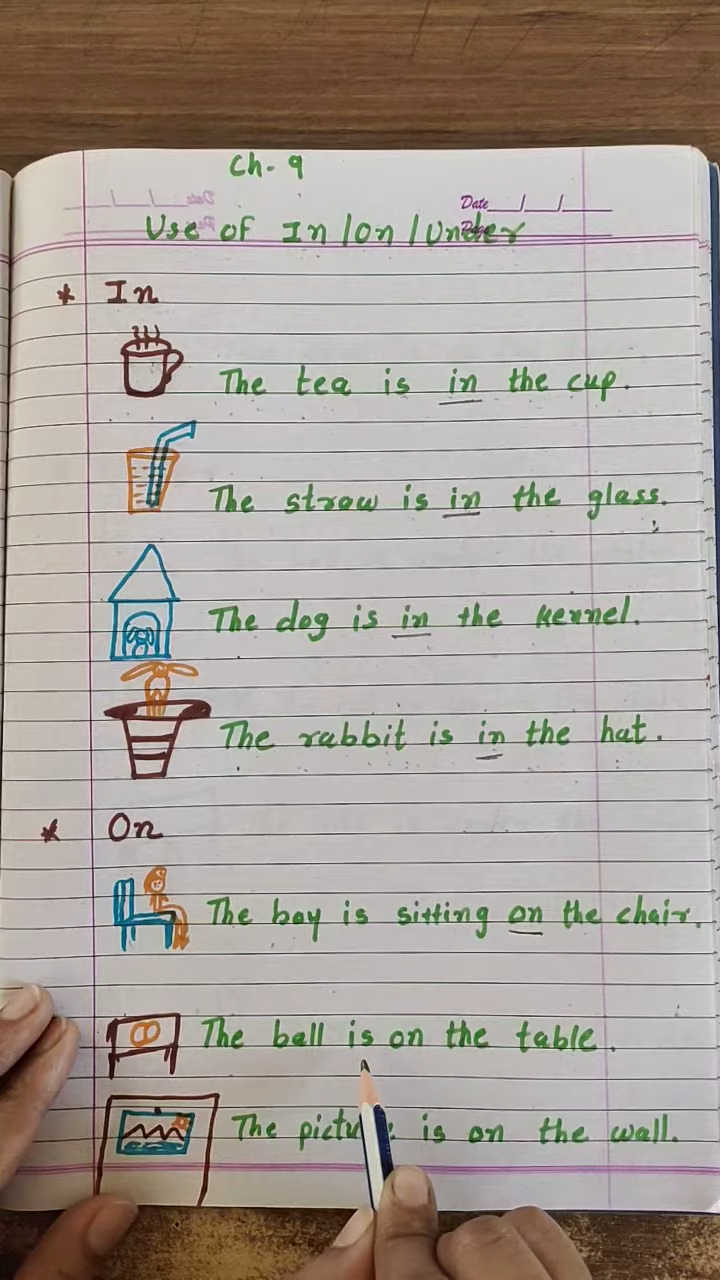 Ch- 9
Date
Use of In/on/under
* In
The tea is in the cup.
The straw is in the glass.
The dog is in the kennel.
The rabbit is in the hat.
* On
The boy is sitting on the chair.
The ball is on the table.
The picture is on the wall.